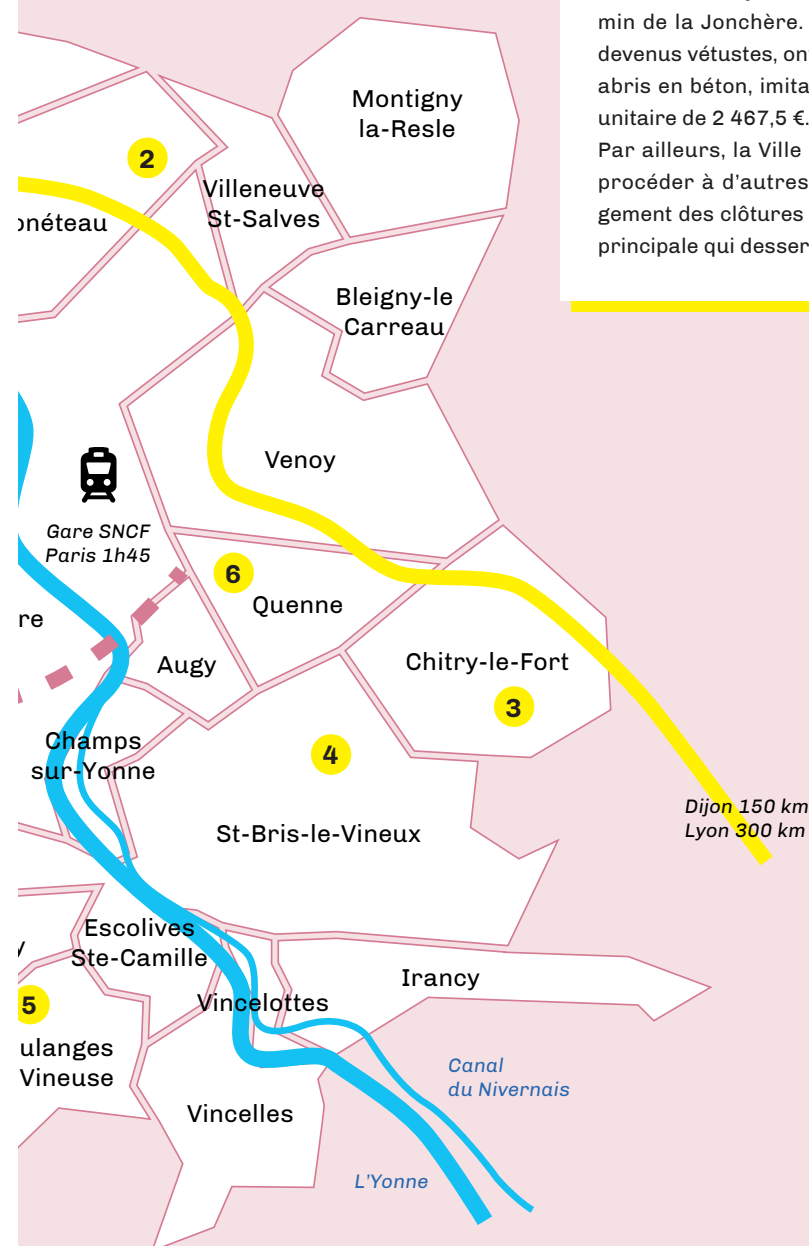 min de la Jonchère.
devenus vétustes, on
abris en béton, imita
unitaire de 2 467,5 €.
Par ailleurs, la Ville
procéder à d'autres
gement des clôtures
principale qui desser
Montigny
la-Resle
2
Villeneuve
St-Salves
onéteau
Bleigny-le
Carreau
Venoy
Gare SNCF
Paris 1h45
6
Quenne
re
Augy
Chitry-le-Fort
3
Champs
sur-Yonne
4
St-Bris-le-Vineux
Dijon 150 km
Lyon 300 km
Escolives
Ste-Camille
y
Irancy
5
Vincelottes
ulanges
Vineuse
Canal
du Nivernais
Vincelles
L'Yonne